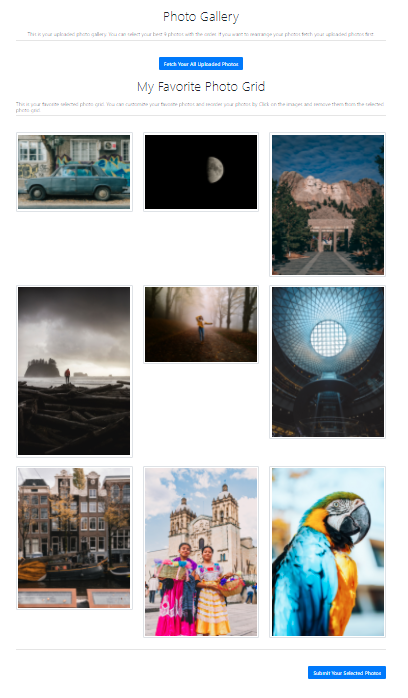 Photo Gallery
This is your uploaded photo gallery. You can select your best 9 photos with the order. If you want to rearrange your photos fetch your uploaded photos first
Fetch Your All Uploaded Photos
My Favorite Photo Grid
This is your favorite selected photo grid. You can customize your photos and reorder your photos by Click on the images and remove them from the selected
photo grid.
Submit Your Selected Photos